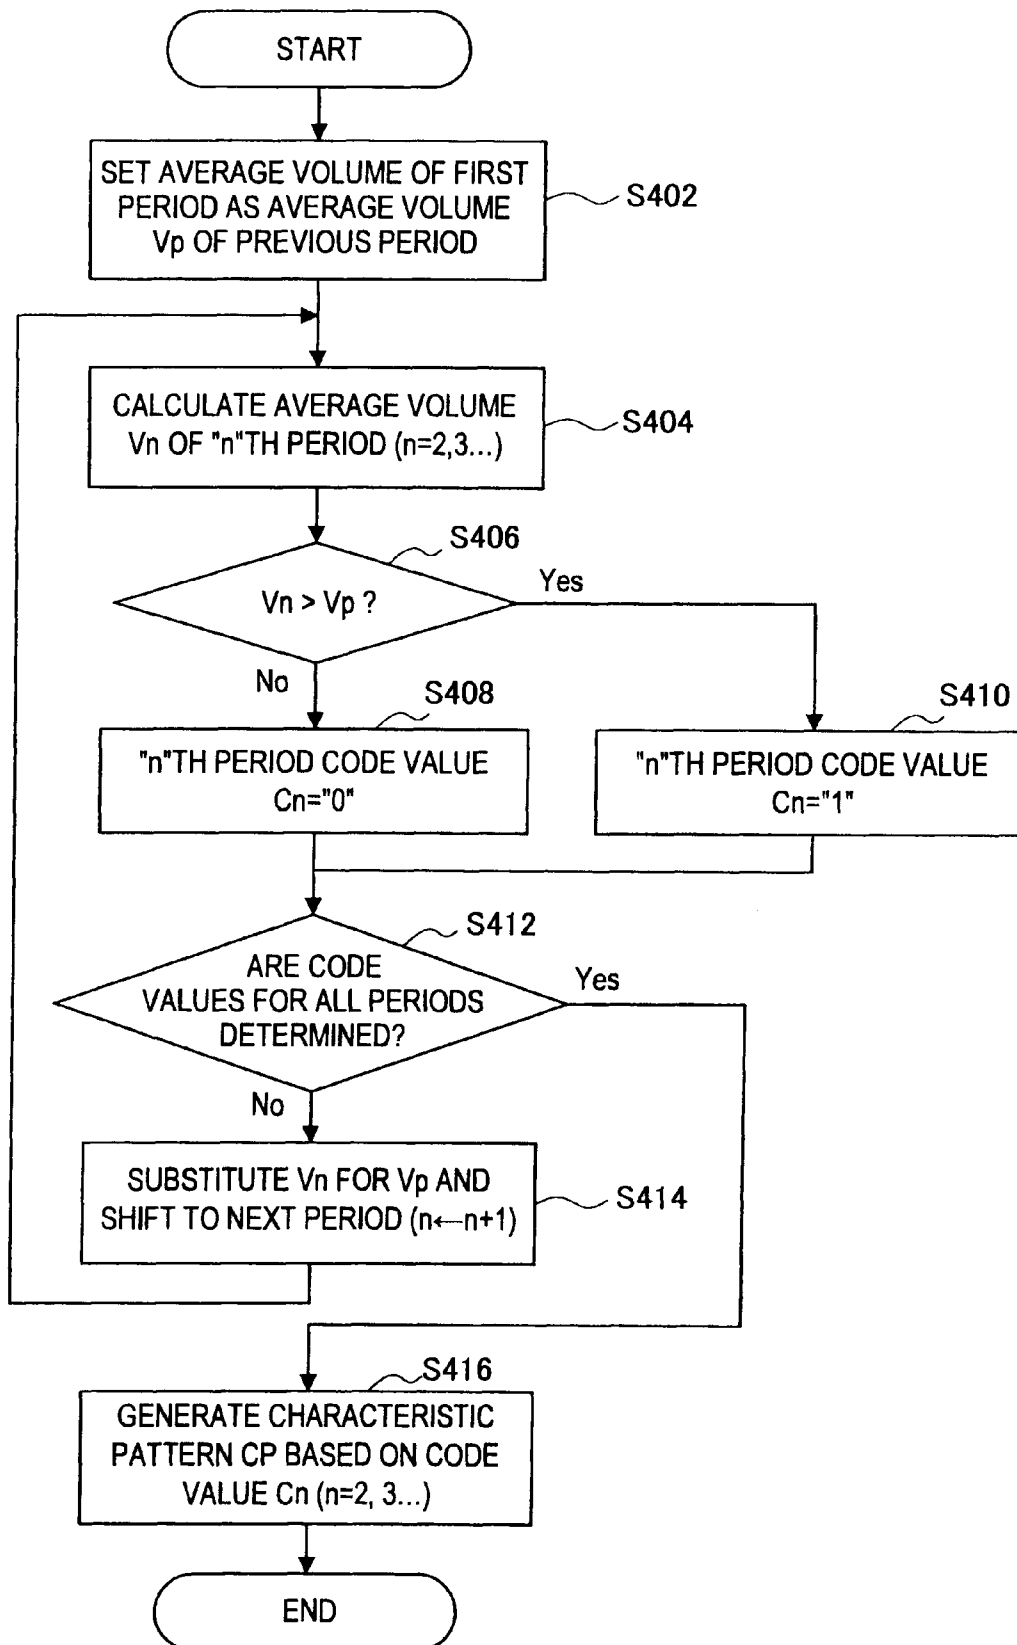 START
SET AVERAGE VOLUME OF FIRST
PERIOD AS AVERAGE VOLUME
Vp OF PREVIOUS PERIOD
S402
CALCULATE AVERAGE VOLUME
Vn OF "n"TH PERIOD (n=2,3...)
S404
S406
Vn > Vp ?
Yes
No
S408
"n"TH PERIOD CODE VALUE
Cn="0"
S410
"n"TH PERIOD CODE VALUE
Cn="1"
S412
ARE CODE
VALUES FOR ALL PERIODS
DETERMINED?
Yes
No
SUBSTITUTE Vn FOR Vp AND
SHIFT TO NEXT PERIOD (n←n+1)
S414
S416
GENERATE CHARACTERISTIC
PATTERN CP BASED ON CODE
VALUE Cn (n=2, 3...)
END